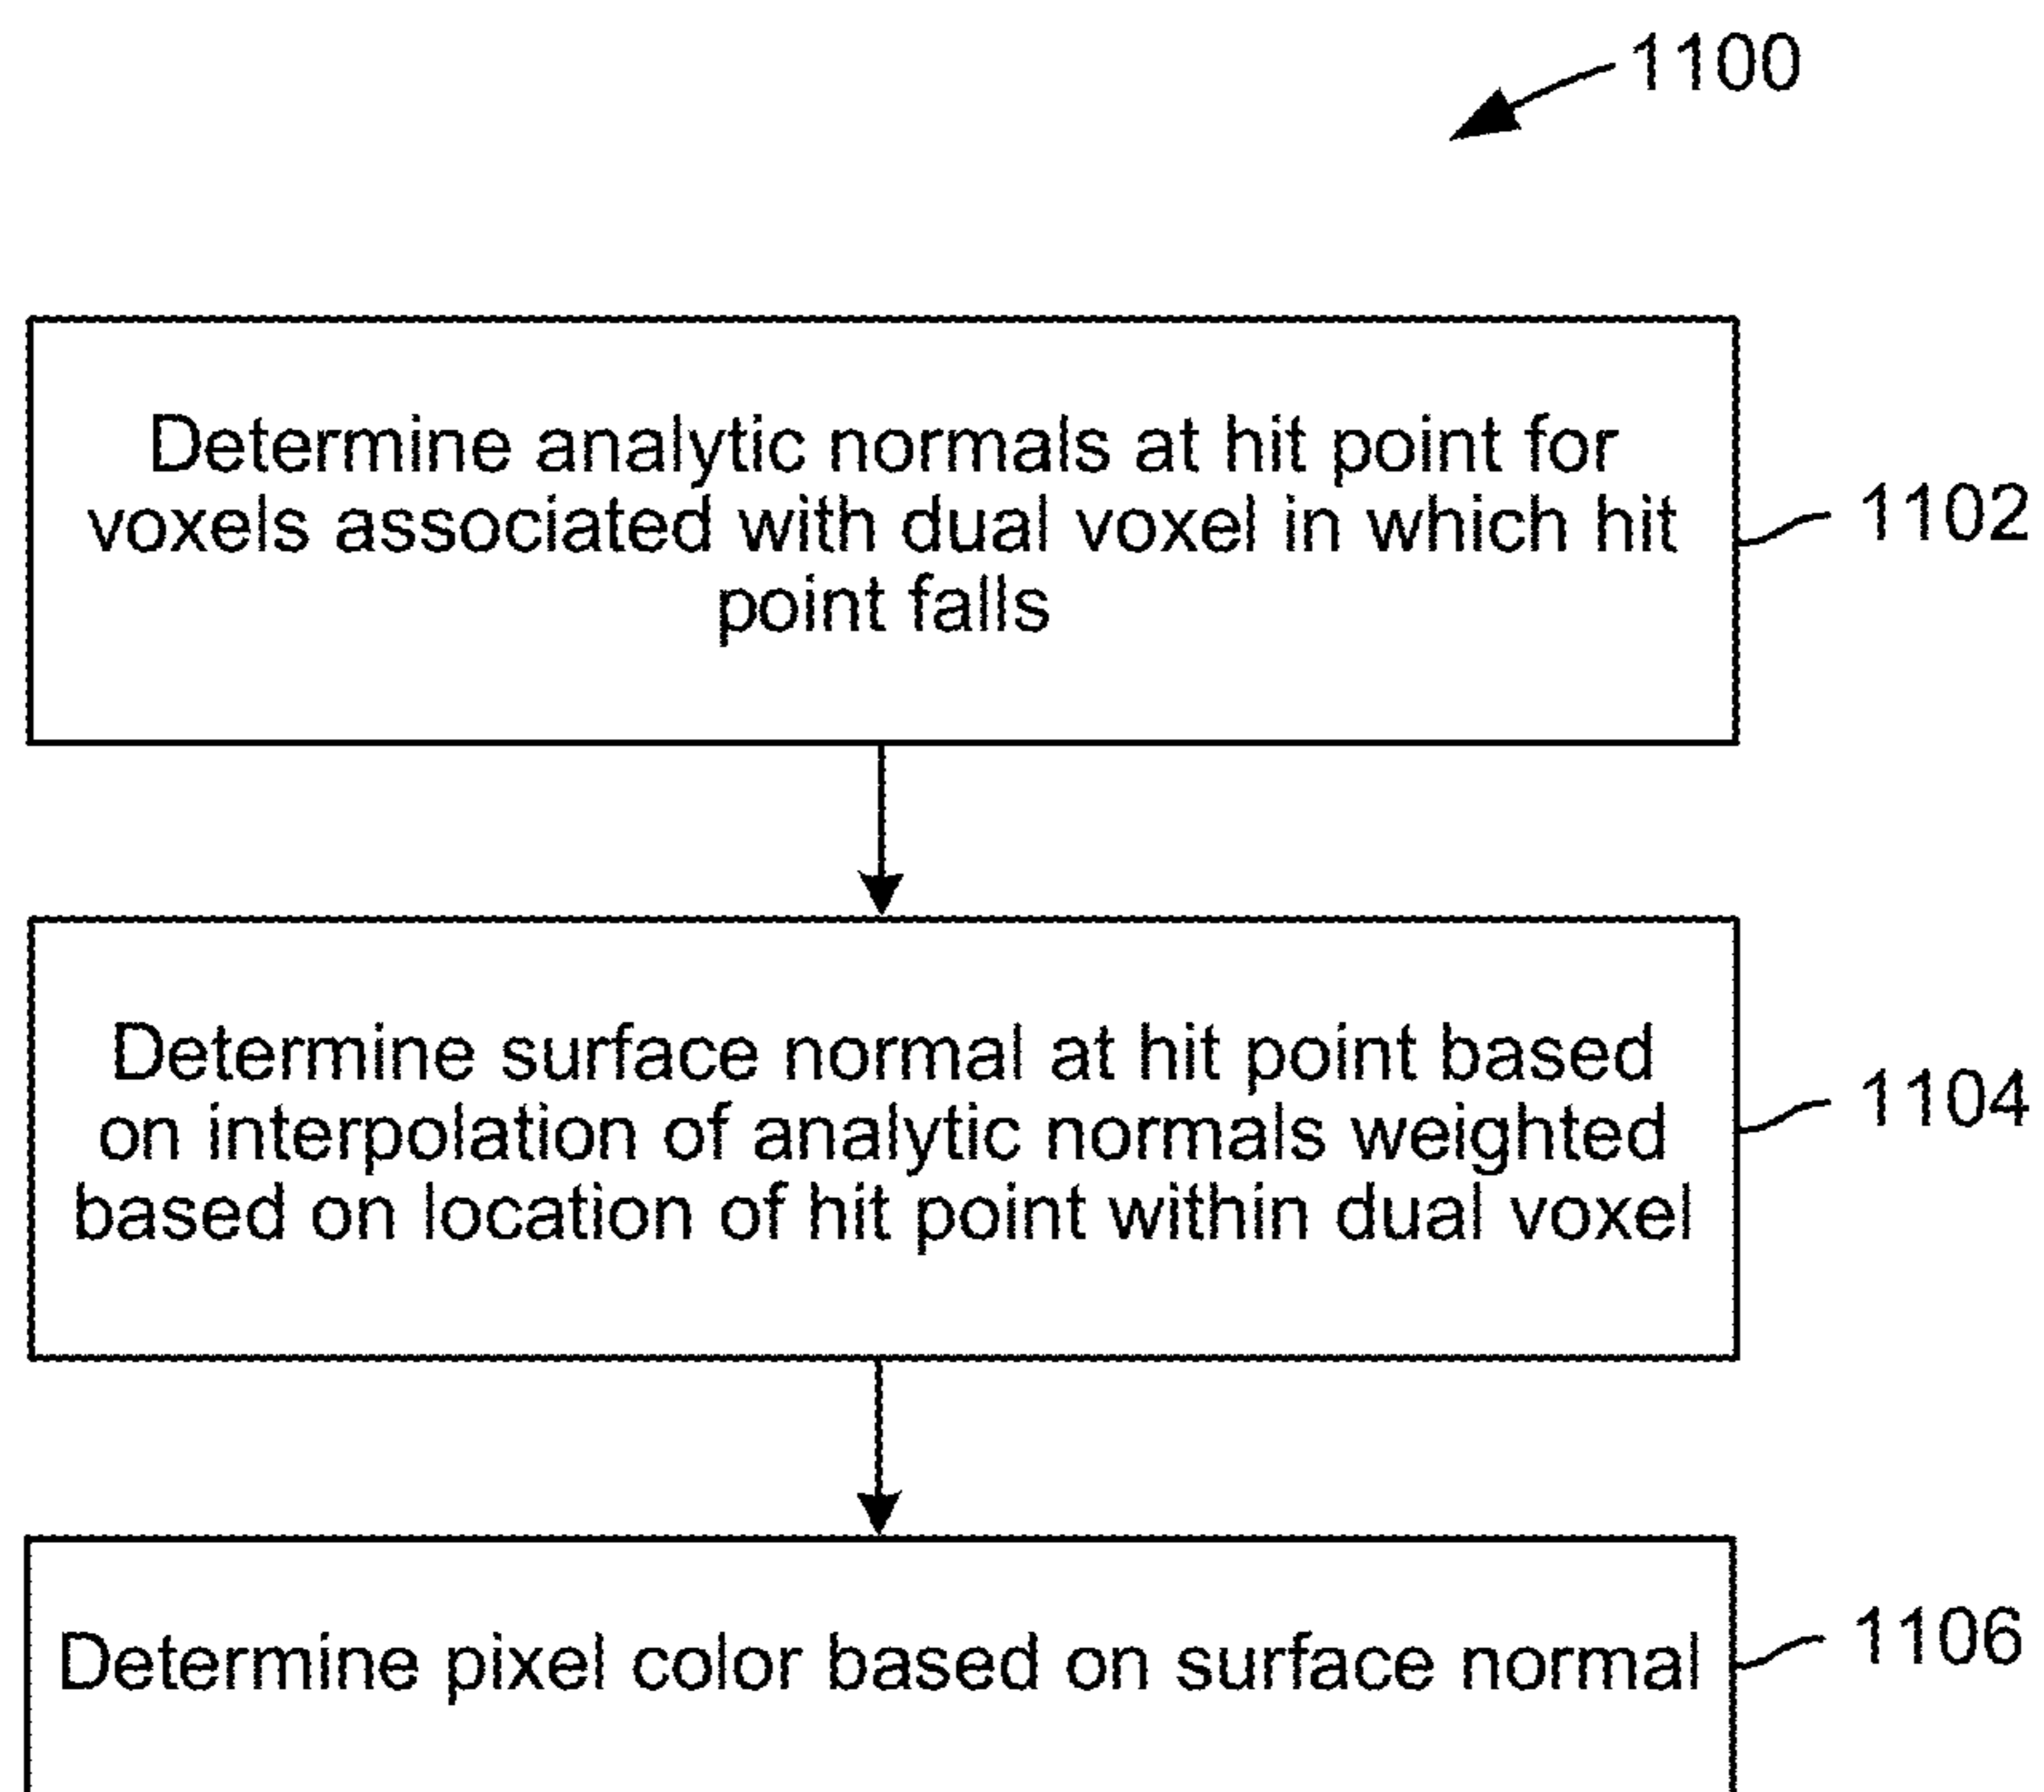 1100
Determine analytic normals at hit point for
voxels associated with dual voxel in which hit
point falls
1102
Determine surface normal at hit point based
on interpolation of analytic normals weighted
based on location of hit point within dual voxel
1104
Determine pixel color based on surface normal
1106